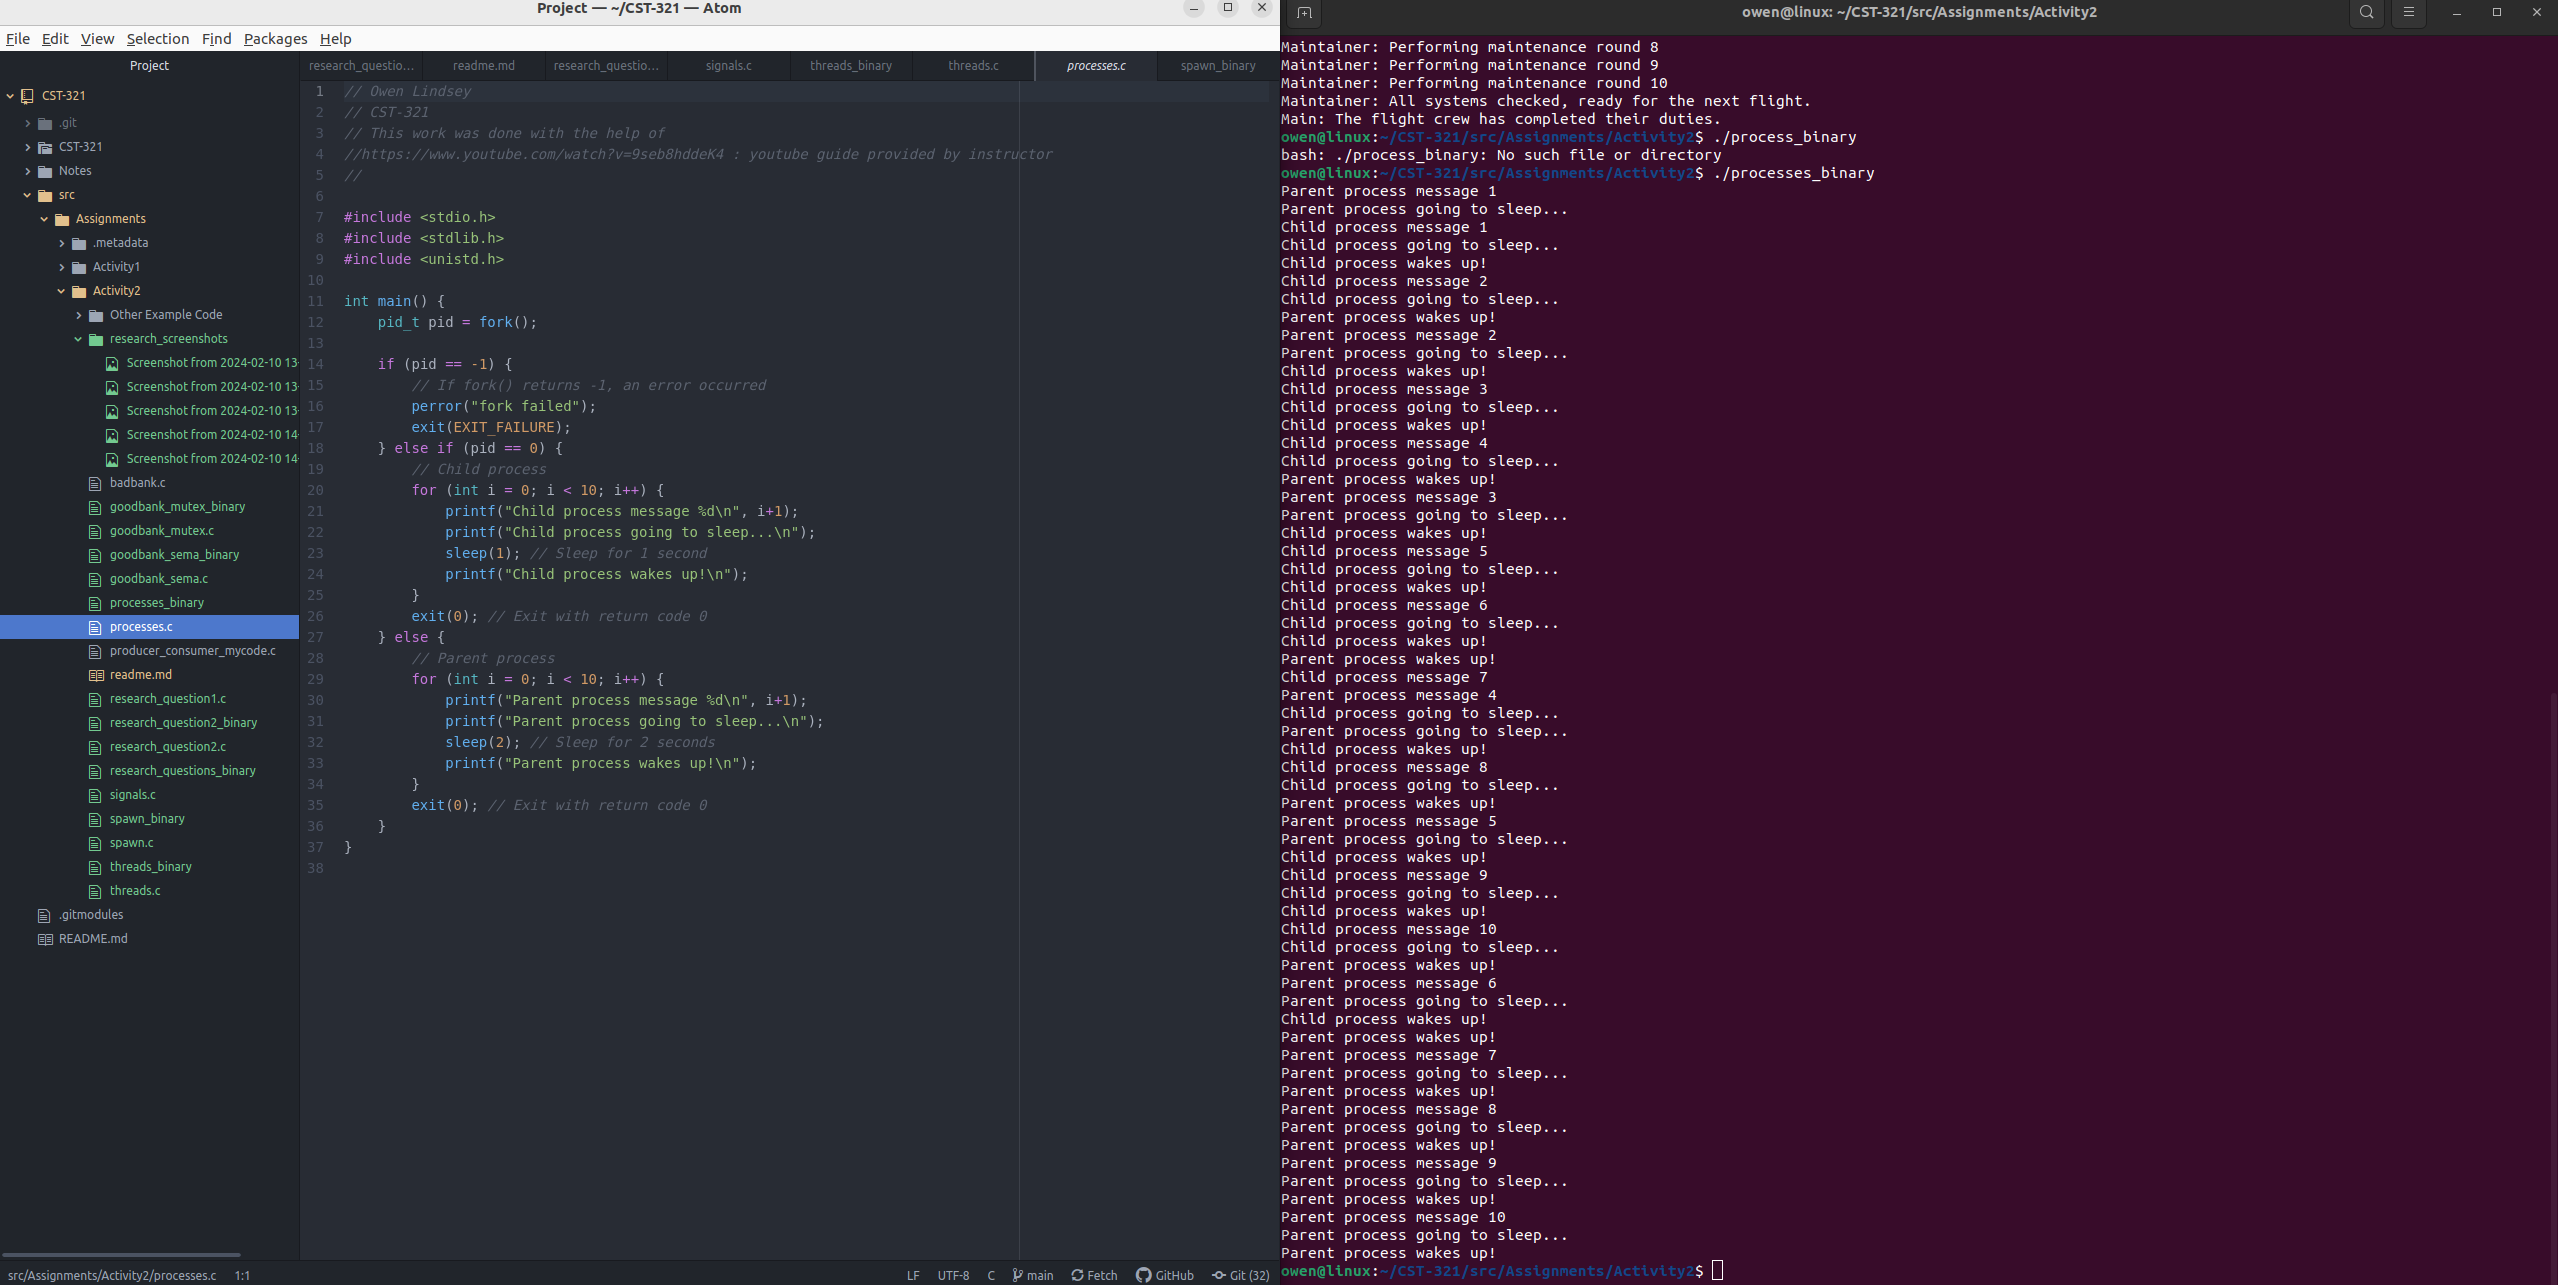 Project — ~/CST-321 — Atom
File Edit View Selection Find Packages Help
Project
CST-321
.git
CST-321
Notes
src
Assignments
.metadata
Activity1
Activity2
Other Example Code
research_screenshots
Screenshot from 2024-02-10 13-
Screenshot from 2024-02-10 13-
Screenshot from 2024-02-10 13-
Screenshot from 2024-02-10 14-
Screenshot from 2024-02-10 14-
badbank.c
goodbank_mutex_binary
goodbank_mutex.c
goodbank_sema_binary
goodbank_sema.c
processes_binary
processes.c
producer_consumer_mycode.c
readme.md
research_question1.c
research_question2_binary
research_question2.c
research_questions_binary
signals.c
spawn_binary
spawn.c
threads_binary
threads.c
.gitmodules
README.md
research_questio... readme.md research_questio... signals.c threads_binary threads.c processes.c spawn_binary
1 // Owen Lindsey
2 // CST-321
3 // This work was done with the help of
4 //https://www.youtube.com/watch?v=9seb8hddeK4 : youtube guide provided by instructor
5 //
6
7 #include <stdio.h>
8 #include <stdlib.h>
9 #include <unistd.h>
10
11 int main() {
12 pid_t pid = fork();
13
14 if (pid == -1) {
15 // If fork() returns -1, an error occurred
16 perror("fork failed");
17 exit(EXIT_FAILURE);
18 } else if (pid == 0) {
19 // Child process
20 for (int i = 0; i < 10; i++) {
21 printf("Child process message %d\n", i+1);
22 printf("Child process going to sleep...\n");
23 sleep(1); // Sleep for 1 second
24 printf("Child process wakes up!\n");
25 }
26 exit(0); // Exit with return code 0
27 } else {
28 // Parent process
29 for (int i = 0; i < 10; i++) {
30 printf("Parent process message %d\n", i+1);
31 printf("Parent process going to sleep...\n");
32 sleep(2); // Sleep for 2 seconds
33 printf("Parent process wakes up!\n");
34 }
35 exit(0); // Exit with return code 0
36 }
37 }
38
src/Assignments/Activity2/processes.c 1:1 LF UTF-8 C main Fetch GitHub Git (32)
owen@linux: ~/CST-321/src/Assignments/Activity2
Maintainer: Performing maintenance round 8
Maintainer: Performing maintenance round 9
Maintainer: Performing maintenance round 10
Maintainer: All systems checked, ready for the next flight.
Main: The flight crew has completed their duties.
owen@linux:~/CST-321/src/Assignments/Activity2$ ./process_binary
bash: ./process_binary: No such file or directory
owen@linux:~/CST-321/src/Assignments/Activity2$ ./processes_binary
Parent process message 1
Parent process going to sleep...
Child process message 1
Child process going to sleep...
Child process wakes up!
Child process message 2
Child process going to sleep...
Parent process wakes up!
Parent process message 2
Parent process going to sleep...
Child process wakes up!
Child process message 3
Child process going to sleep...
Child process wakes up!
Child process message 4
Child process going to sleep...
Parent process wakes up!
Parent process message 3
Parent process going to sleep...
Child process wakes up!
Child process message 5
Child process going to sleep...
Child process wakes up!
Child process message 6
Child process going to sleep...
Child process wakes up!
Parent process wakes up!
Child process message 7
Parent process message 4
Child process going to sleep...
Parent process going to sleep...
Child process wakes up!
Child process message 8
Child process going to sleep...
Parent process wakes up!
Parent process message 5
Parent process going to sleep...
Child process wakes up!
Child process message 9
Child process going to sleep...
Child process wakes up!
Child process message 10
Child process going to sleep...
Parent process wakes up!
Parent process message 6
Parent process going to sleep...
Child process wakes up!
Parent process wakes up!
Parent process message 7
Parent process going to sleep...
Parent process wakes up!
Parent process message 8
Parent process going to sleep...
Parent process wakes up!
Parent process message 9
Parent process going to sleep...
Parent process wakes up!
Parent process message 10
Parent process going to sleep...
Parent process wakes up!
owen@linux:~/CST-321/src/Assignments/Activity2$